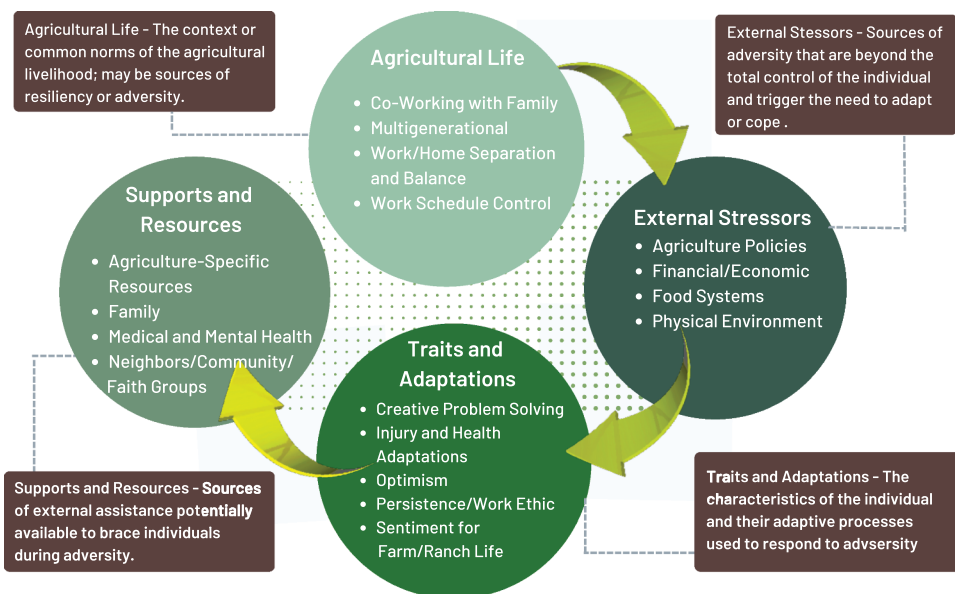 Agricultural Life - The context or
common norms of the agricultural
livelihood; may be sources of
resiliency or adversity.
Agricultural Life
• Co-Working with Family
• Multigenerational
• Work/Home Separation
and Balance
• Work Schedule Control
External Stressors - Sources of
adversity that are beyond the
total control of the individual
and trigger the need to adapt
or cope .
External Stressors
• Agriculture Policies
• Financial/Economic
• Food Systems
• Physical Environment
Supports and
Resources
• Agriculture-Specific
Resources
• Family
• Medical and Mental Health
• Neighbors/Community/
Faith Groups
Traits and
Adaptations
• Creative Problem Solving
• Injury and Health
Adaptations
• Optimism
• Persistence/Work Ethic
• Sentiment for
Farm/Ranch Life
Supports and Resources - Sources
of external assistance potentially
available to brace individuals
during adversity.
Traits and Adaptations - The
characteristics of the individual
and their adaptive processes
used to respond to advsersity